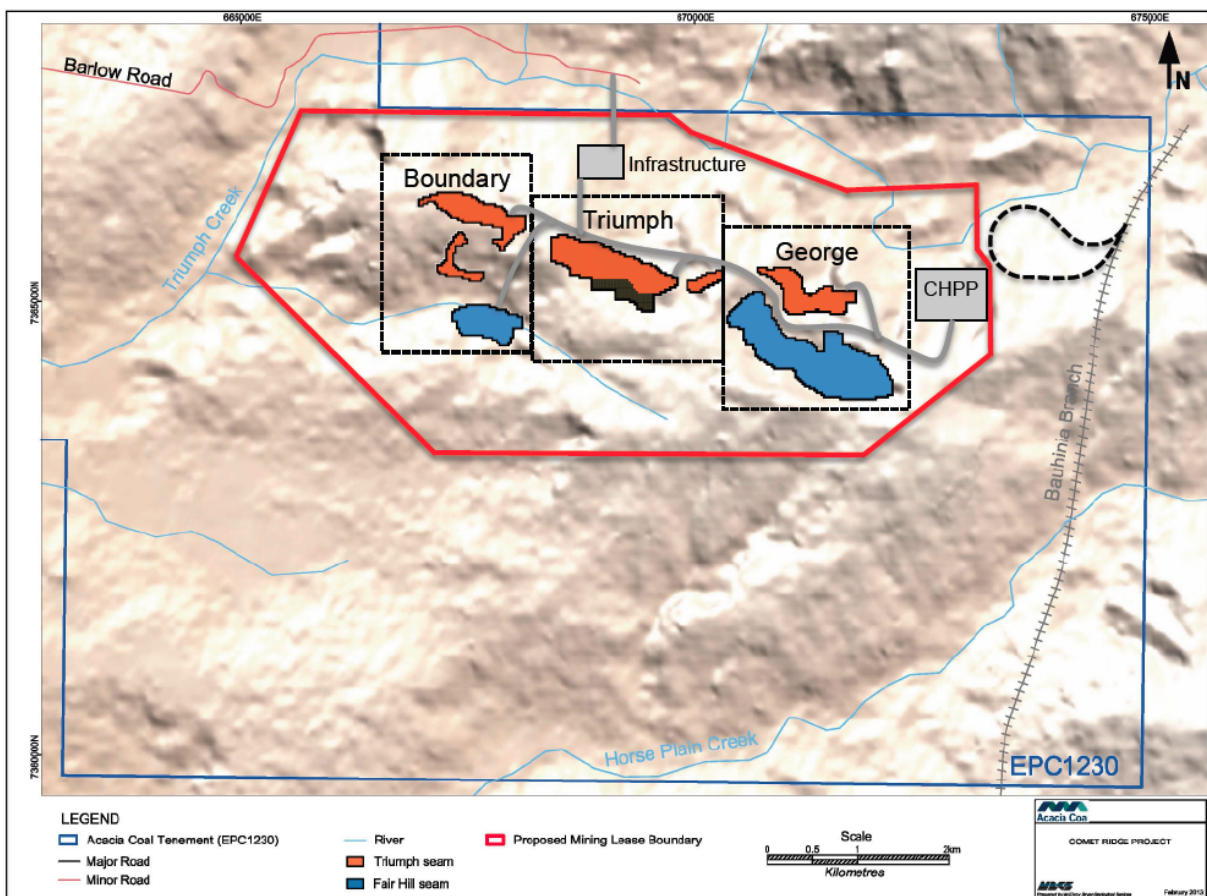 665000E
670000E
675000E
Barlow Road
N
Infrastructure
Boundary
Triumph
George
Triumph Creek
CHPP
7365000N
Bauhinia Branch
Horse Plain Creek
7360000N
EPC1230
LEGEND
Acacia Coal Tenement (EPC1230)
Major Road
Minor Road
River
Triumph seam
Fair Hill seam
Proposed Mining Lease Boundary
Scale
0 0.5 1 2km
Kilometres
Acacia Coa
COMET RIDGE PROJECT
February 2013